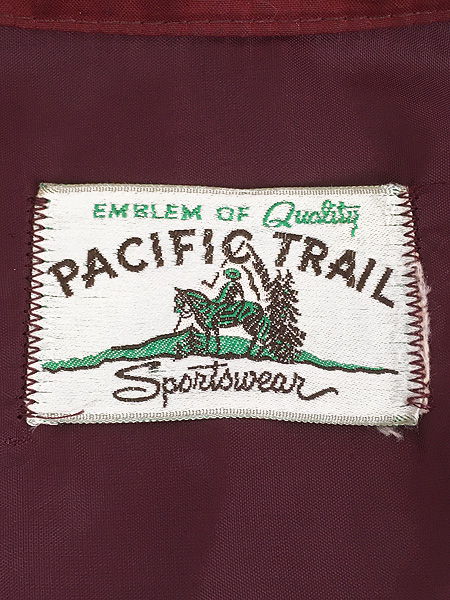 EMBLEM OF Quality
PACIFIC TRAIL
Sportswear